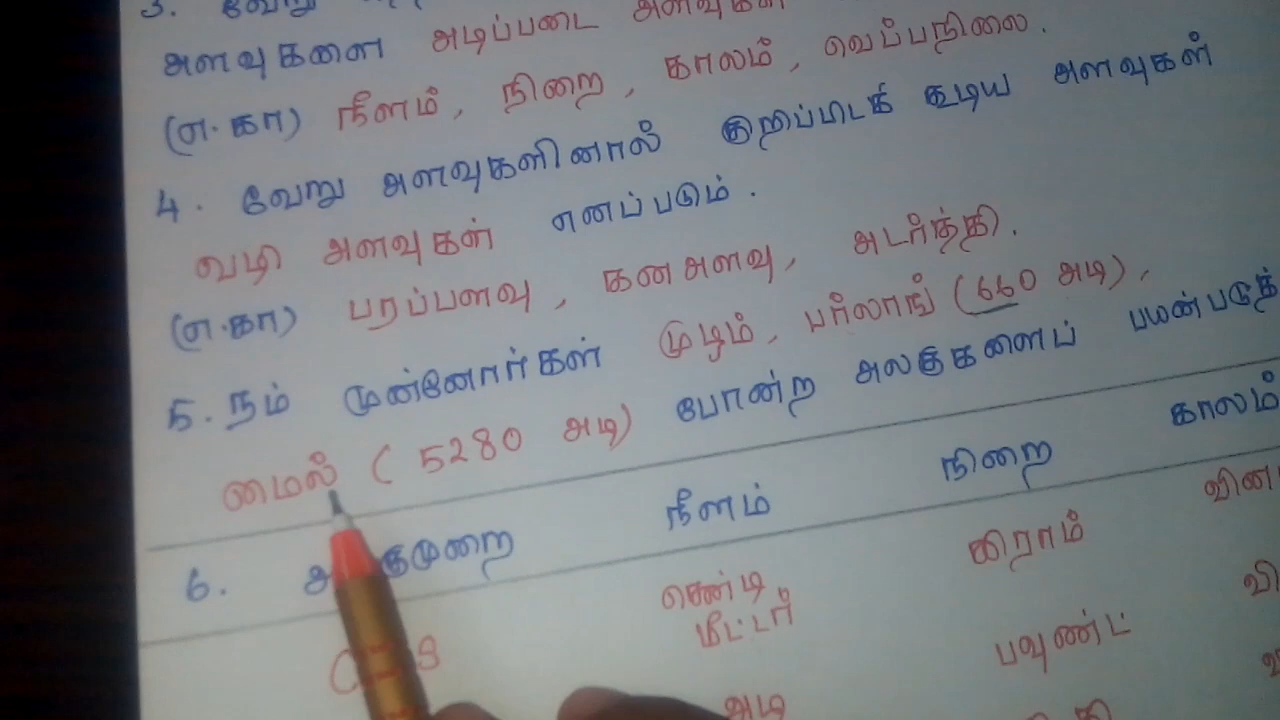 3. வேறு
அளவுகளை அடிப்படை அளவுகள்
(எ.கா) நீளம், நிறை, காலம், வெப்பநிலை.
4. வேறு அளவுகளினால் குறிப்பிடக் கூடிய அளவுகள்
வழி அளவுகள் எனப்படும்.
(எ.கா) பரப்பளவு, கனஅளவு, அடர்த்தி.
5. நம் முன்னோர்கள் முழம், பர்லாங் (660 அடி),
மைல் (5280 அடி) போன்ற அலகுகளைப் பயன்படுத்
6. நீளம் நிறை காலம்
செண்டி மீட்டர் கிராம் வின
அடி பவுண்ட் வி